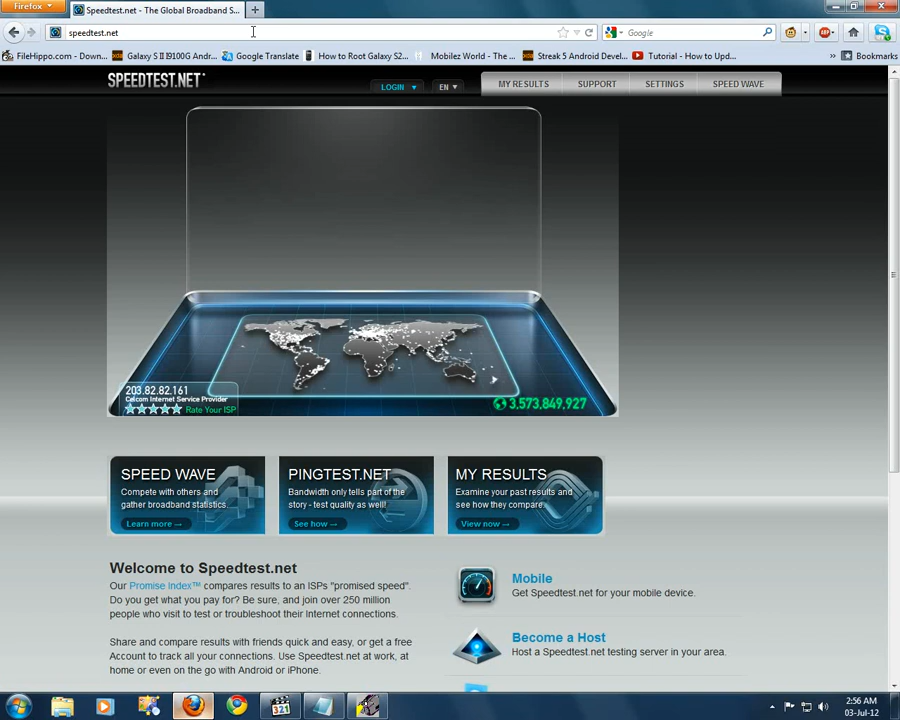 Firefox
Speedtest.net - The Global Broadband S...
speedtest.net
Google
FileHippo.com - Down...
Galaxy S II I9100G Andr...
Google Translate
How to Root Galaxy S2...
Mobilez World - The ...
Streak 5 Android Devel...
Tutorial - How to Upd...
Bookmarks
SPEEDTEST.NET
LOGIN
EN
MY RESULTS
SUPPORT
SETTINGS
SPEED WAVE
203.82.82.161
Celcom Internet Service Provider
Rate Your ISP
3,573,849,927
SPEED WAVE
Compete with others and
gather broadband statistics.
Learn more →
PINGTEST.NET
Bandwidth only tells part of the
story - test quality as well!
See how →
MY RESULTS
Examine your past results and
see how they compare.
View now →
Welcome to Speedtest.net
Our Promise Index™ compares results to an ISPs "promised speed".
Do you get what you pay for? Be sure, and join over 250 million
people who visit to test or troubleshoot their Internet connections.
Share and compare results with friends quick and easy, or get a free
Account to track all your connections. Use Speedtest.net at work, at
home or even on the go with Android or iPhone.
Mobile
Get Speedtest.net for your mobile device.
Become a Host
Host a Speedtest.net testing server in your area.
321
2:56 AM
03-Jul-12